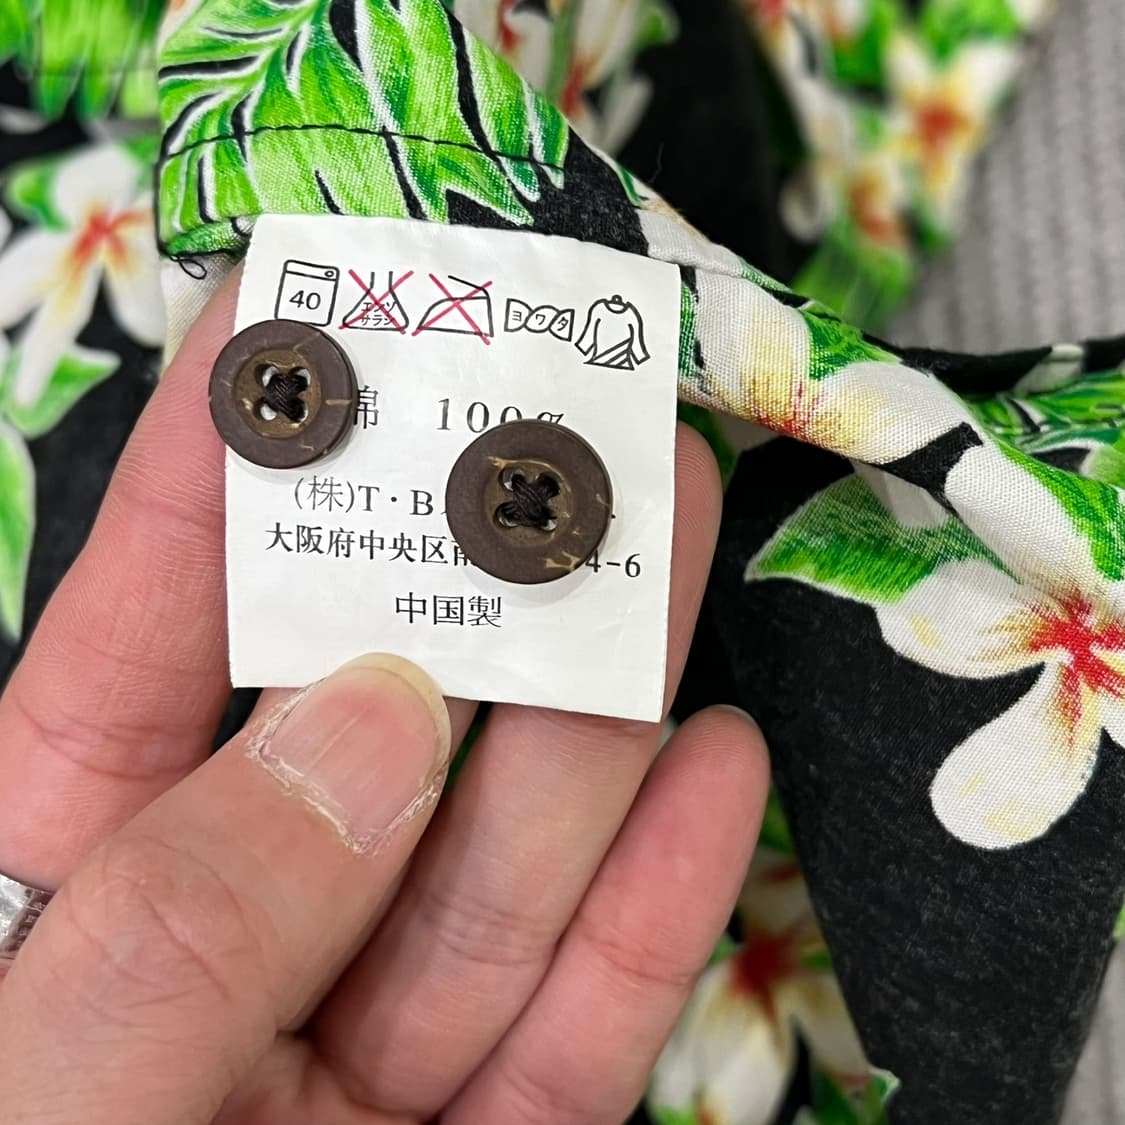 40 エンソ サラシ ヨワク
綿 100%
(株)T・B
大阪府中央区南 4-6
中国製